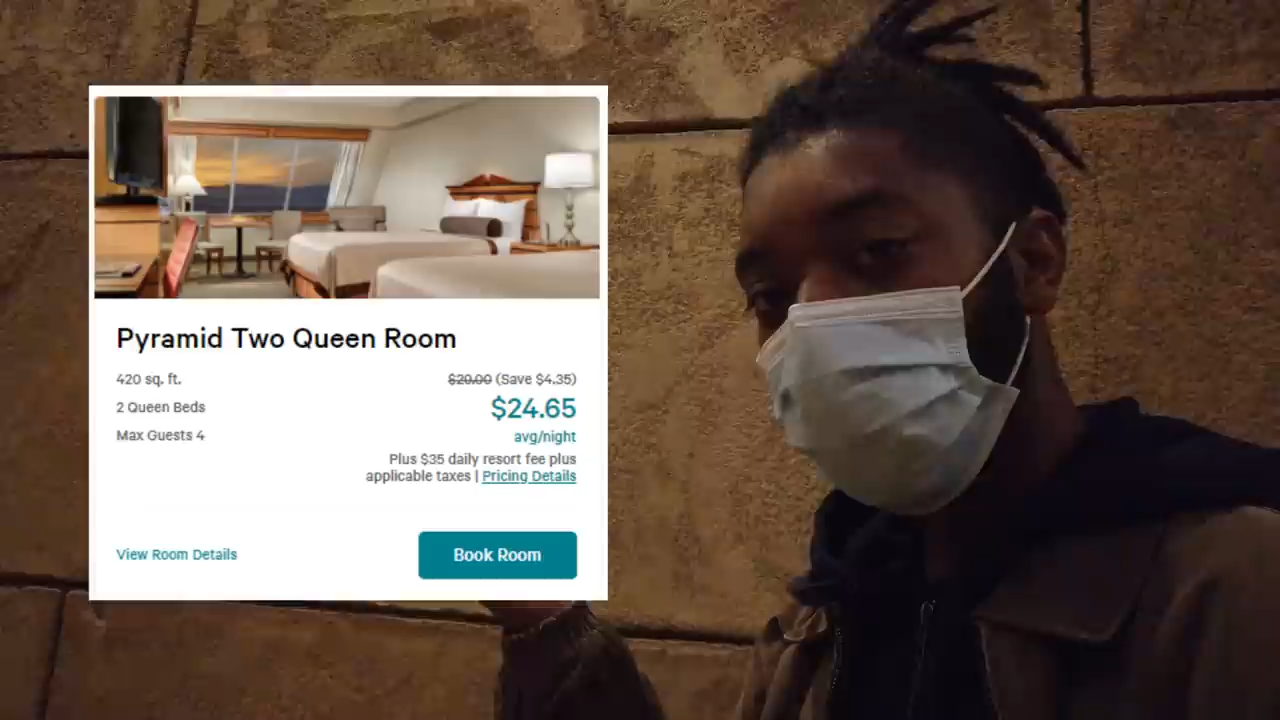 Pyramid Two Queen Room
420 sq. ft.
$29.00 (Save $4.35)
2 Queen Beds
$24.65
Max Guests 4
avg/night
Plus $35 daily resort fee plus
applicable taxes | Pricing Details
View Room Details
Book Room